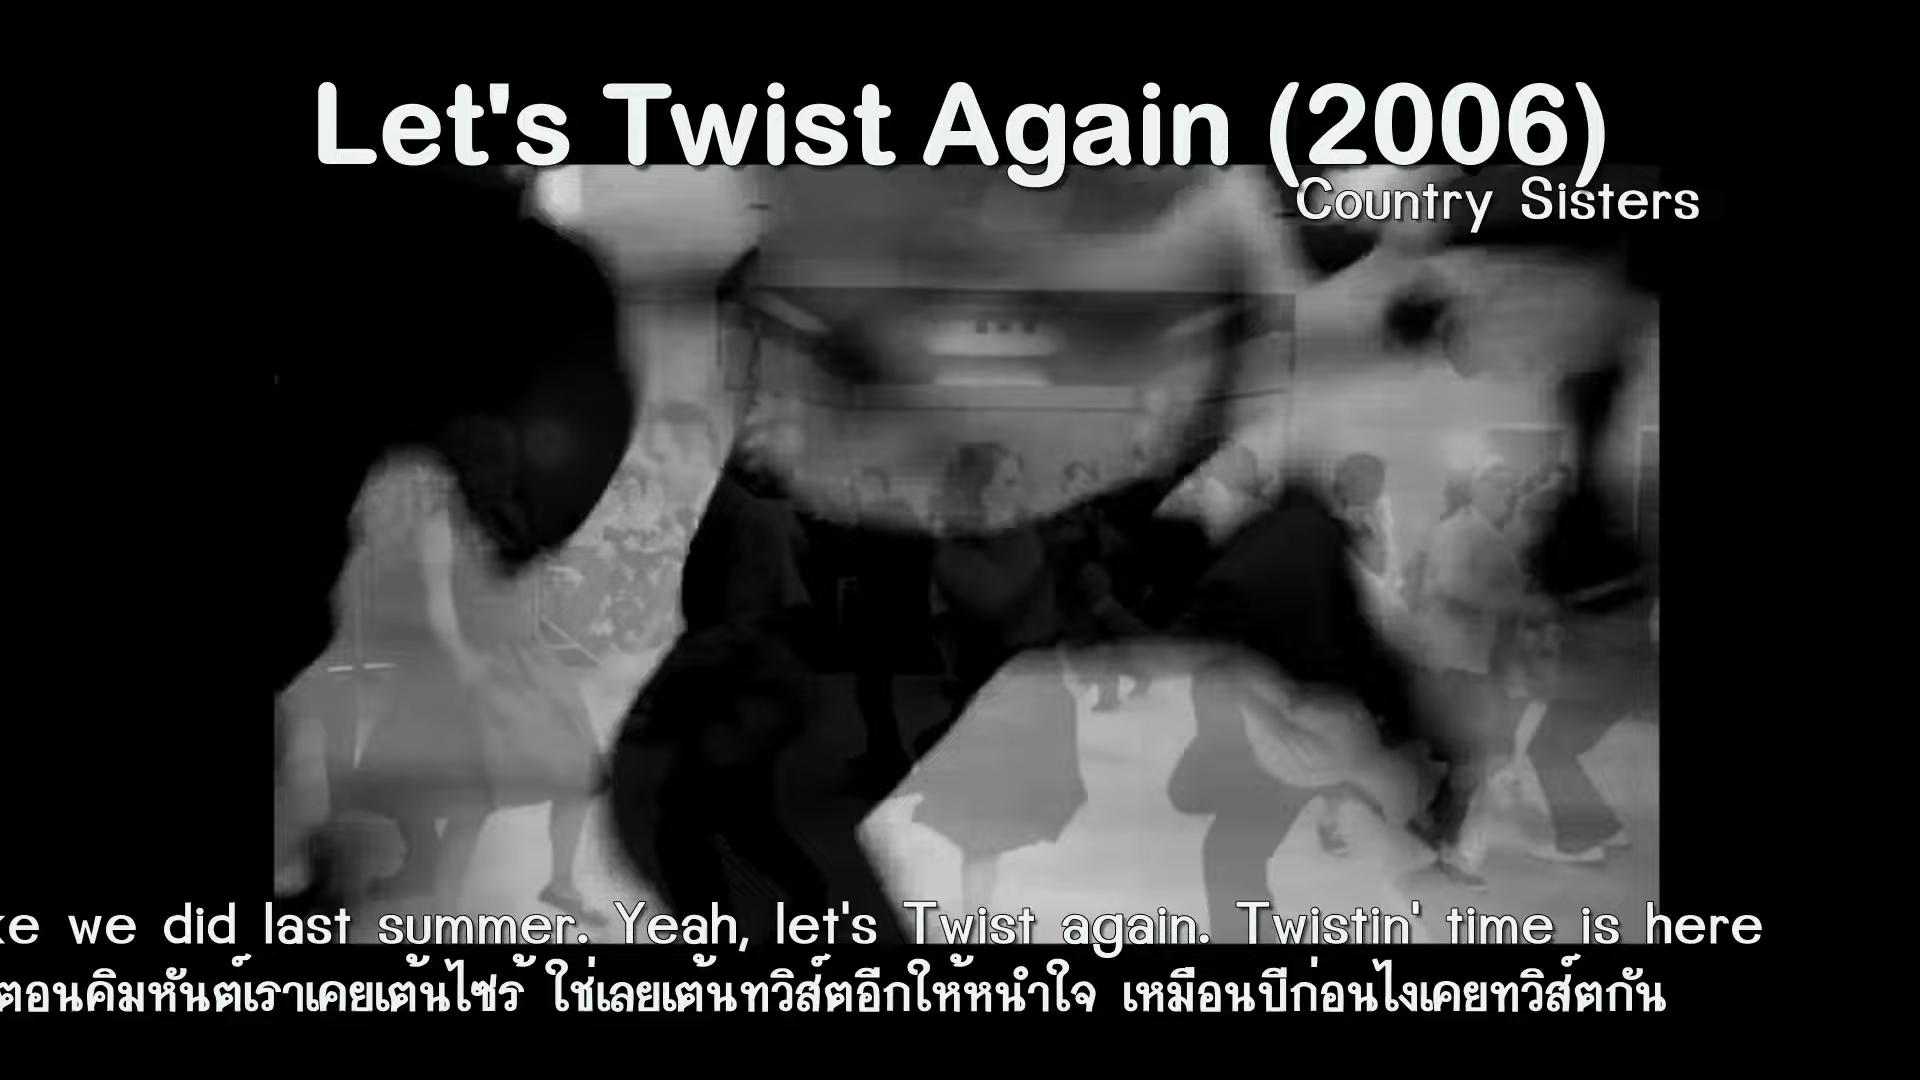 Let's Twist Again (2006)
Country Sisters
ke we did last summer. Yeah, let's Twist again. Twistin' time is here
ตอนคิมหันต์เราเคยเต้นไซร้ ใช่เลยเต้นทวิส์ตอีกให้หนำใจ เหมือนปีก่อนไงเคยทวิส์ตกัน